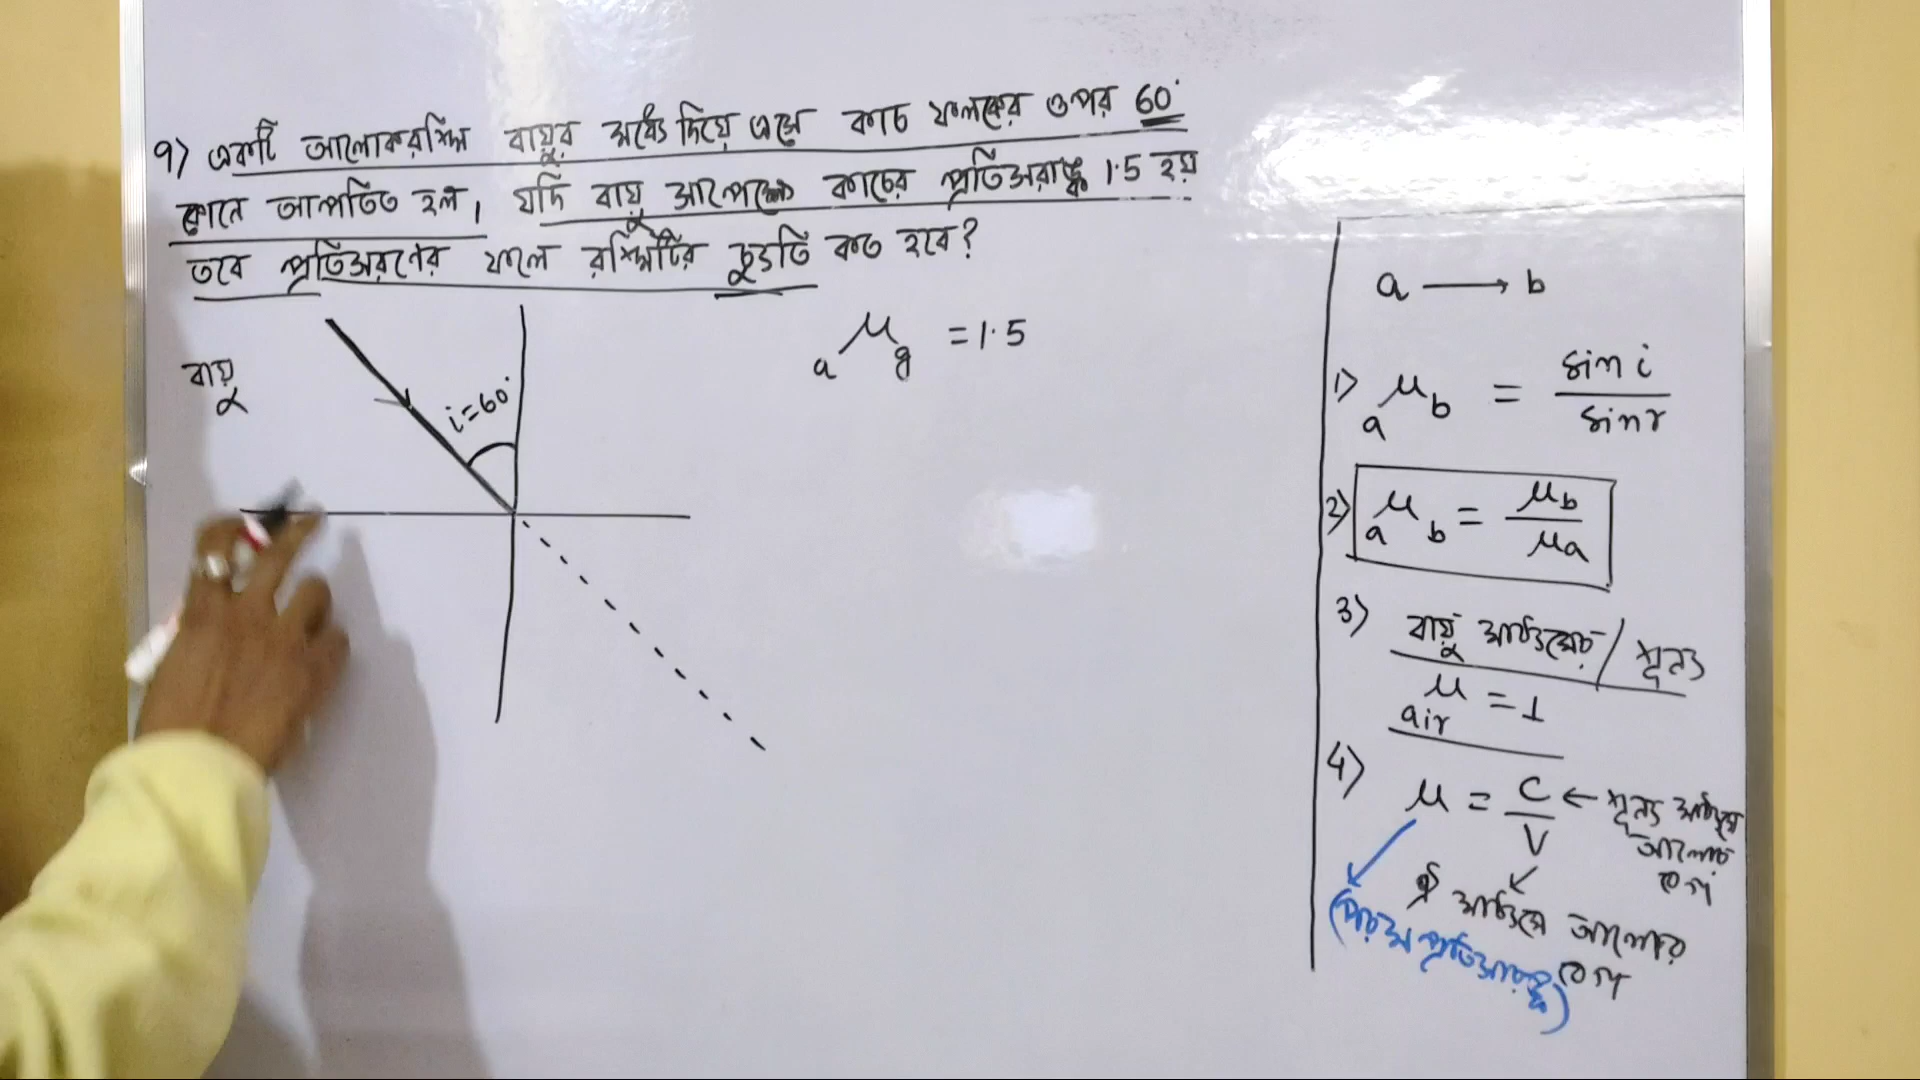 9) একটি আলোকরশ্মি বায়ুর মধ্যে দিয়ে এসে কাচ ফলকের ওপর 60°
কোনে আপতিত হল। যদি বায়ু সাপেক্ষে কাচের প্রতিসরাঙ্ক 1.5 হয়
তবে প্রতিসরণের ফলে রশ্মিটির চ্যুতি কত হবে?
বায়ু
i=60°
aμg = 1.5
a → b
1) aμb = sin i / sin r
2) aμb = μb / μa
3) বায়ু মাধ্যমের / শূন্য
μair = 1
4) μ = C / V ← শূন্য মাধ্যমে
আলোর
বেগ
ঐ মাধ্যমে আলোর
বেগ
(পরম প্রতিসরাঙ্ক)